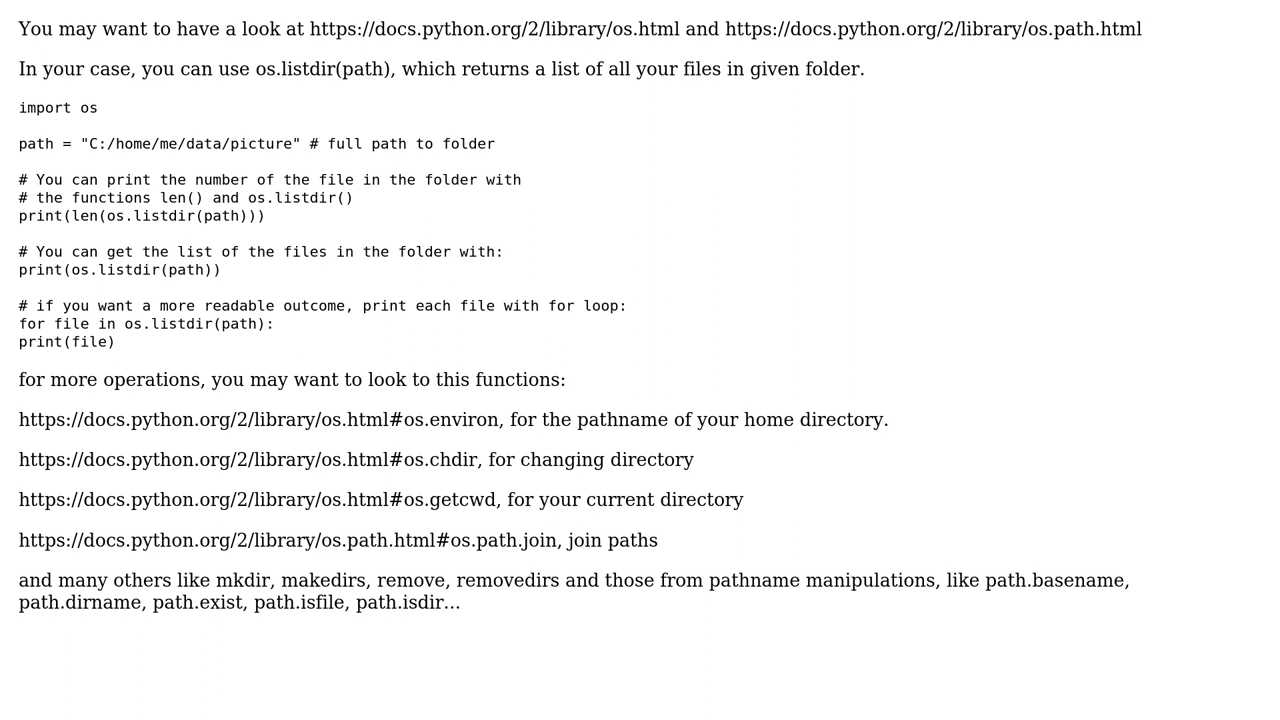 You may want to have a look at https://docs.python.org/2/library/os.html and https://docs.python.org/2/library/os.path.html
In your case, you can use os.listdir(path), which returns a list of all your files in given folder.
import os
path = "C:/home/me/data/picture" # full path to folder
# You can print the number of the file in the folder with
# the functions len() and os.listdir()
print(len(os.listdir(path)))
# You can get the list of the files in the folder with:
print(os.listdir(path))
# if you want a more readable outcome, print each file with for loop:
for file in os.listdir(path):
print(file)
for more operations, you may want to look to this functions:
https://docs.python.org/2/library/os.html#os.environ, for the pathname of your home directory.
https://docs.python.org/2/library/os.html#os.chdir, for changing directory
https://docs.python.org/2/library/os.html#os.getcwd, for your current directory
https://docs.python.org/2/library/os.path.html#os.path.join, join paths
and many others like mkdir, makedirs, remove, removedirs and those from pathname manipulations, like path.basename,
path.dirname, path.exist, path.isfile, path.isdir...